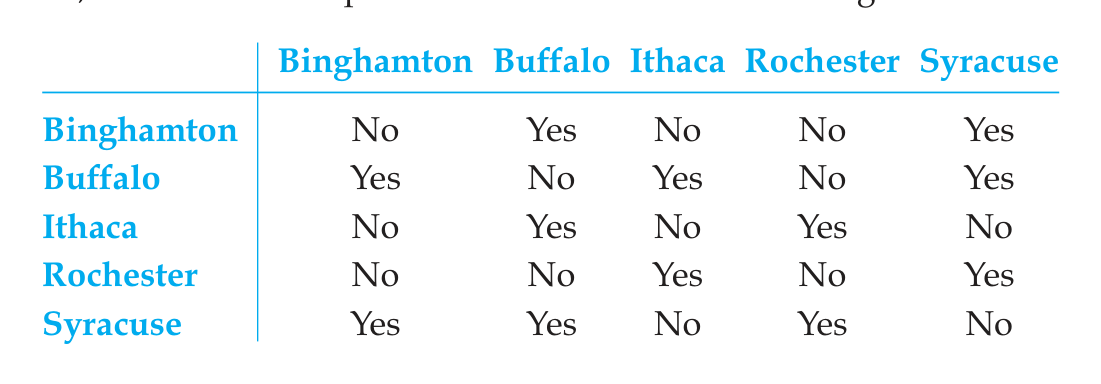 Binghamton Buffalo Ithaca Rochester Syracuse
Binghamton No Yes No No Yes
Buffalo Yes No Yes No Yes
Ithaca No Yes No Yes No
Rochester No No Yes No Yes
Syracuse Yes Yes No Yes No